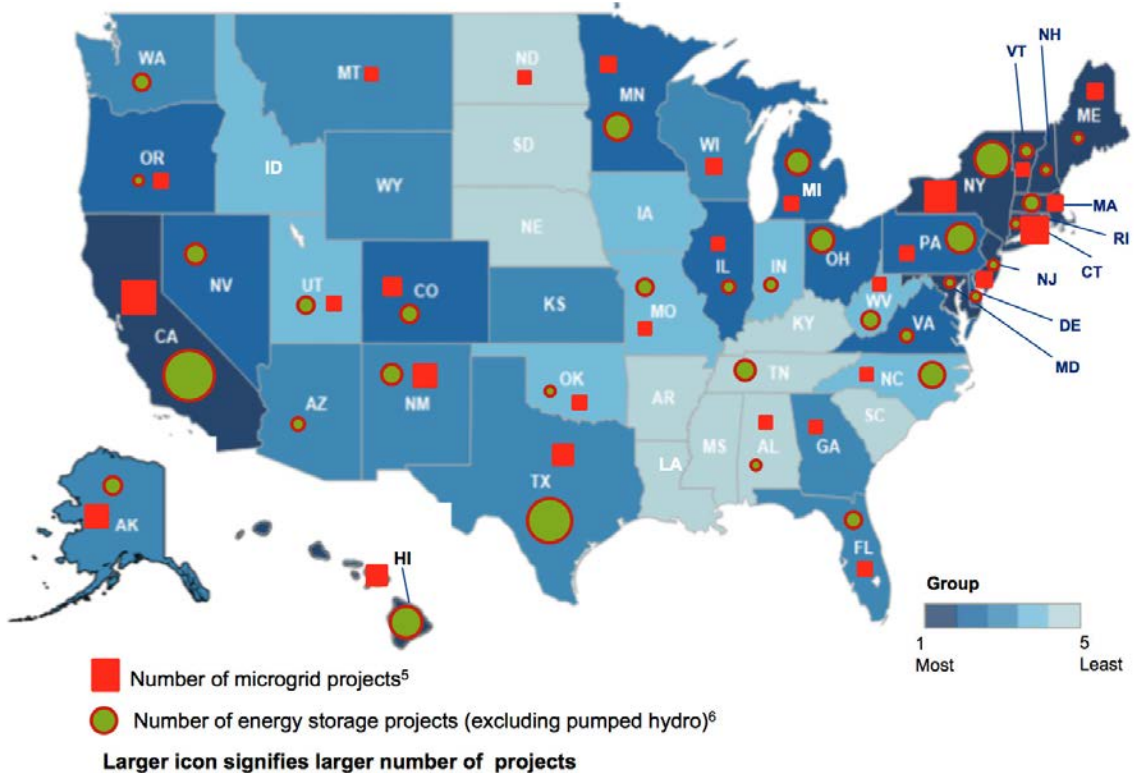 NH
VT
WA
MT
ND
MN
ME
OR
ID
SD
WI
MI
NY
WY
MA
IA
NE
PA
RI
NV
UT
CO
IL
IN
OH
NJ
CT
KS
MO
WV
VA
DE
CA
KY
MD
AZ
NM
OK
TN
NC
AR
SC
TX
MS
AL
GA
LA
AK
HI
FL
Group
1
5
Most
Least
Number of microgrid projects⁵
Number of energy storage projects (excluding pumped hydro)⁶
Larger icon signifies larger number of projects